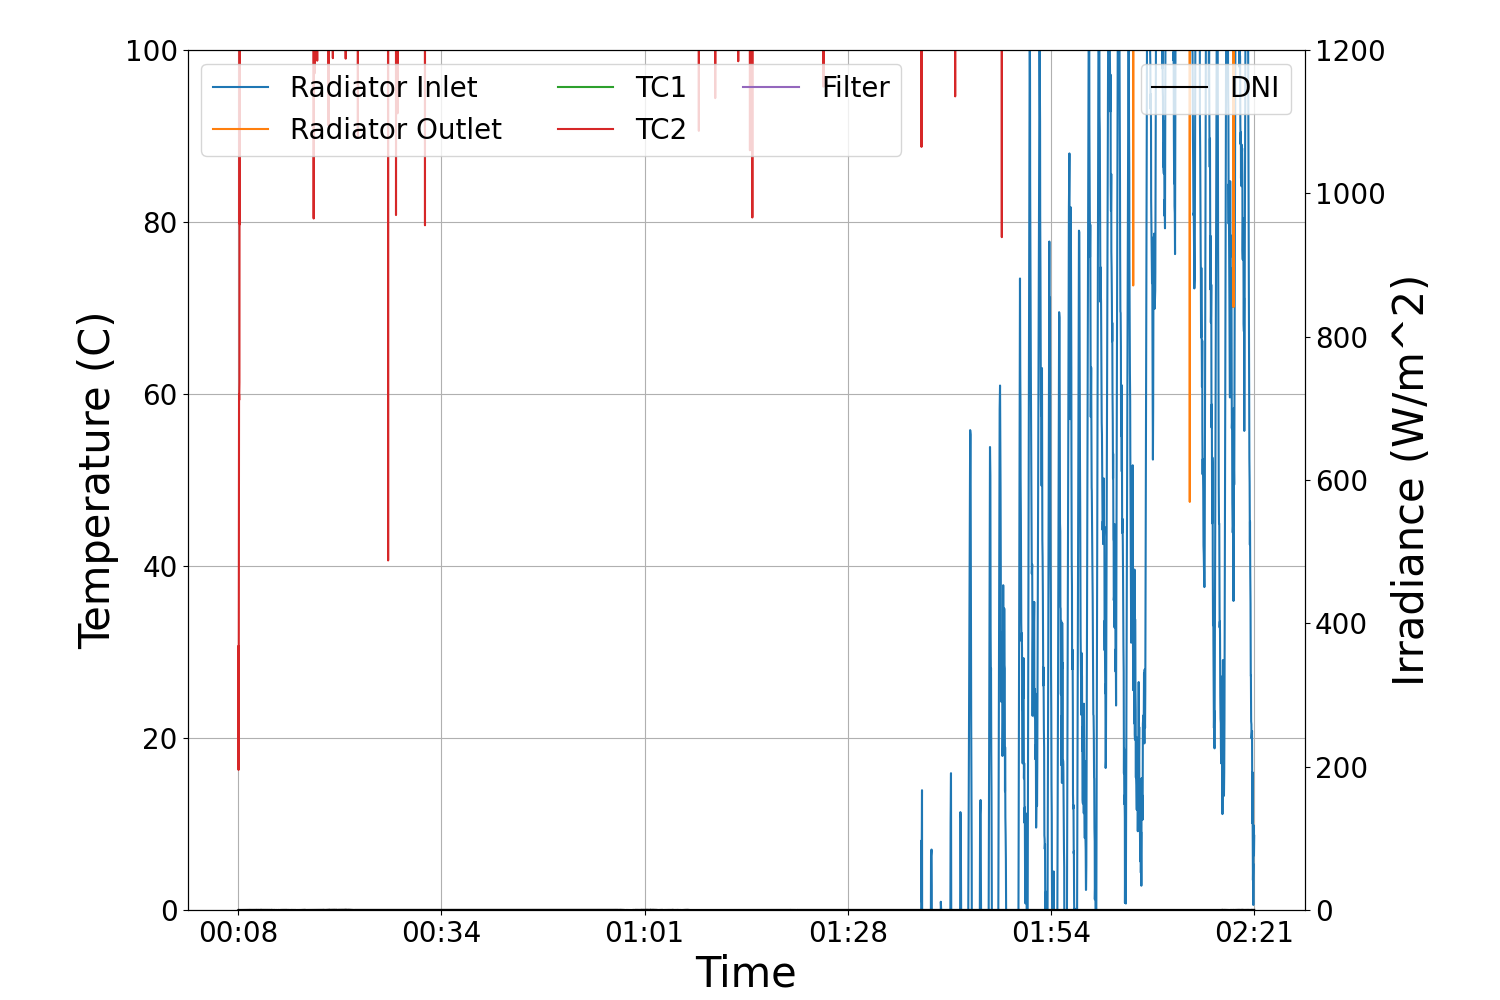 100
80
60
40
20
0
Temperature (C)
Radiator Inlet
Radiator Outlet
TC1
TC2
Filter
DNI
1200
1000
800
600
400
200
0
Irradiance (W/m^2)
00:08 00:34 01:01 01:28 01:54 02:21
Time